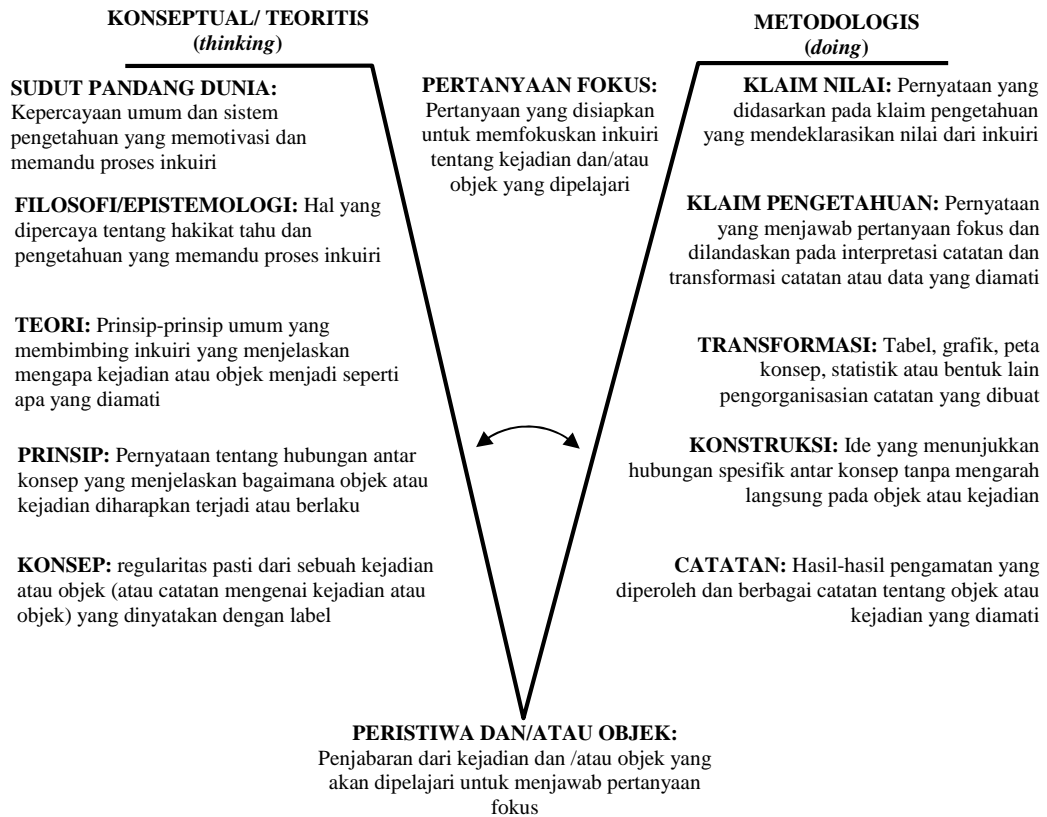 KONSEPTUAL/ TEORITIS
(thinking)
SUDUT PANDANG DUNIA:
Kepercayaan umum dan sistem
pengetahuan yang memotivasi dan
memandu proses inkuiri
FILOSOFI/EPISTEMOLOGI: Hal yang
dipercaya tentang hakikat tahu dan
pengetahuan yang memandu proses inkuiri
TEORI: Prinsip-prinsip umum yang
membimbing inkuiri yang menjelaskan
mengapa kejadian atau objek menjadi seperti
apa yang diamati
PRINSIP: Pernyataan tentang hubungan antar
konsep yang menjelaskan bagaimana objek atau
kejadian diharapkan terjadi atau berlaku
KONSEP: regularitas pasti dari sebuah kejadian
atau objek (atau catatan mengenai kejadian atau
objek) yang dinyatakan dengan label
PERTANYAAN FOKUS:
Pertanyaan yang disiapkan
untuk memfokuskan inkuiri
tentang kejadian dan/atau
objek yang dipelajari
METODOLOGIS
(doing)
KLAIM NILAI: Pernyataan yang
didasarkan pada klaim pengetahuan
yang mendeklarasikan nilai dari inkuiri
KLAIM PENGETAHUAN: Pernyataan
yang menjawab pertanyaan fokus dan
dilandaskan pada interpretasi catatan dan
transformasi catatan atau data yang diamati
TRANSFORMASI: Tabel, grafik, peta
konsep, statistik atau bentuk lain
pengorganisasian catatan yang dibuat
KONSTRUKSI: Ide yang menunjukkan
hubungan spesifik antar konsep tanpa mengarah
langsung pada objek atau kejadian
CATATAN: Hasil-hasil pengamatan yang
diperoleh dan berbagai catatan tentang objek atau
kejadian yang diamati
PERISTIWA DAN/ATAU OBJEK:
Penjabaran dari kejadian dan /atau objek yang
akan dipelajari untuk menjawab pertanyaan
fokus